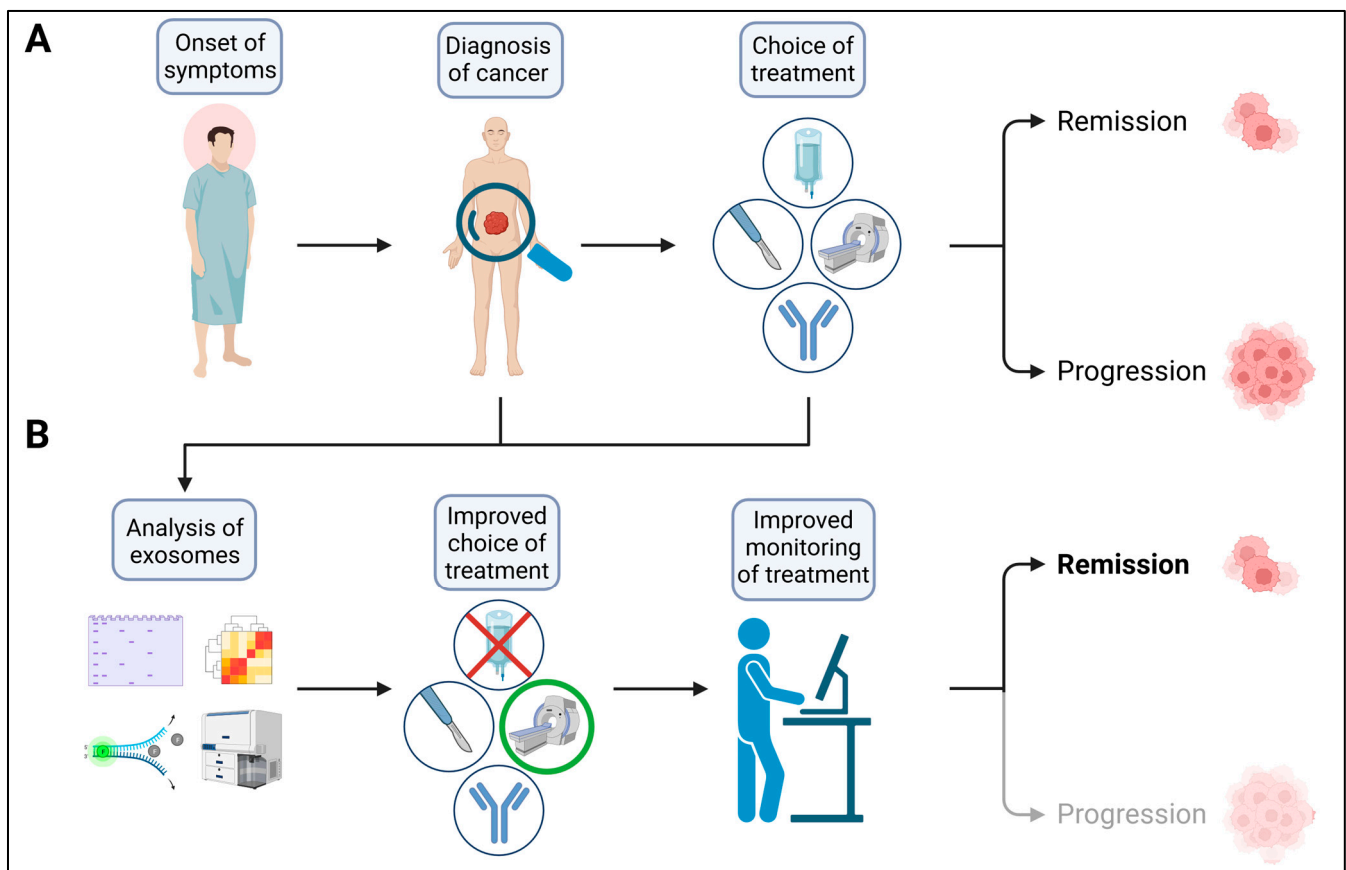 A
Onset of
symptoms
Diagnosis
of cancer
Choice of
treatment
Remission
Progression
B
Analysis of
exosomes
Improved
choice of
treatment
Improved
monitoring
of treatment
Remission
Progression